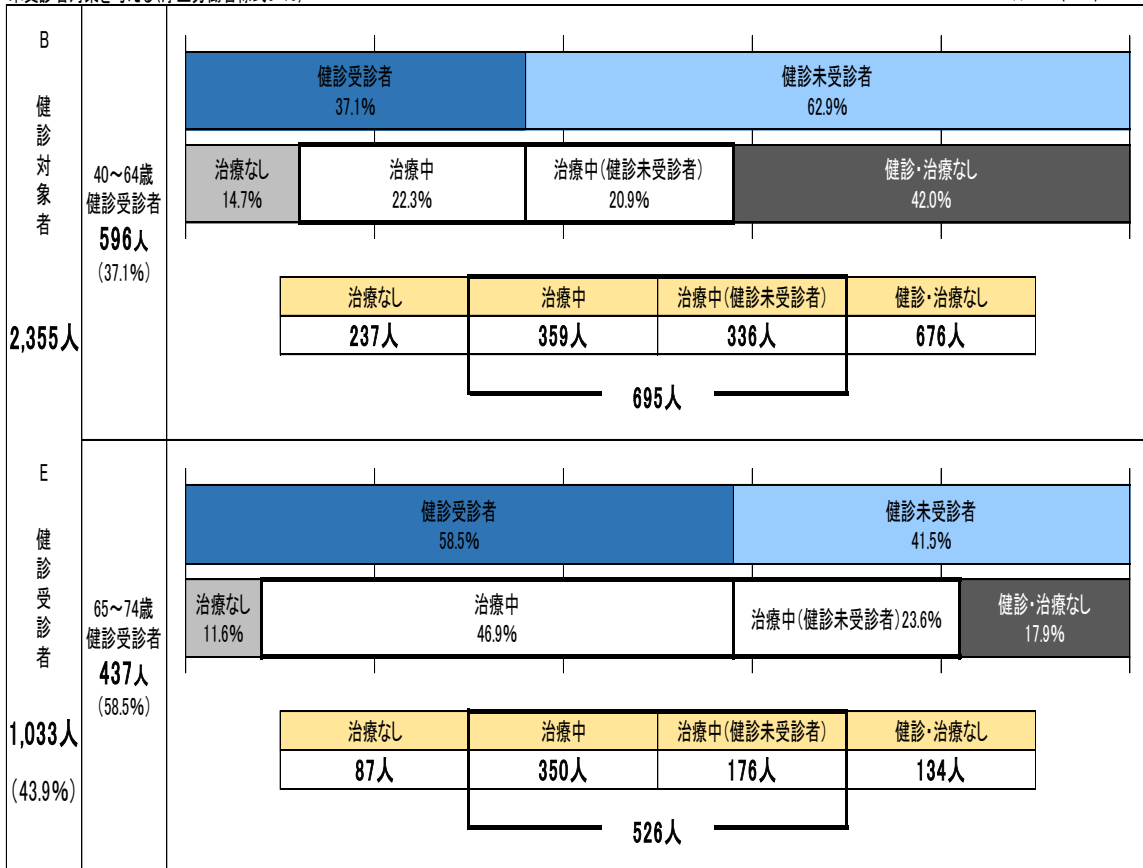 B
健診対象者
2,355人
40～64歳
健診受診者
596人
(37.1%)
健診受診者
37.1%
健診未受診者
62.9%
治療なし
14.7%
治療中
22.3%
治療中(健診未受診者)
20.9%
健診・治療なし
42.0%
治療なし 治療中 治療中(健診未受診者) 健診・治療なし
237人 359人 336人 676人
695人
E
健診受診者
1,033人
(43.9%)
65～74歳
健診受診者
437人
(58.5%)
健診受診者
58.5%
健診未受診者
41.5%
治療なし
11.6%
治療中
46.9%
治療中(健診未受診者)23.6%
健診・治療なし
17.9%
治療なし 治療中 治療中(健診未受診者) 健診・治療なし
87人 350人 176人 134人
526人